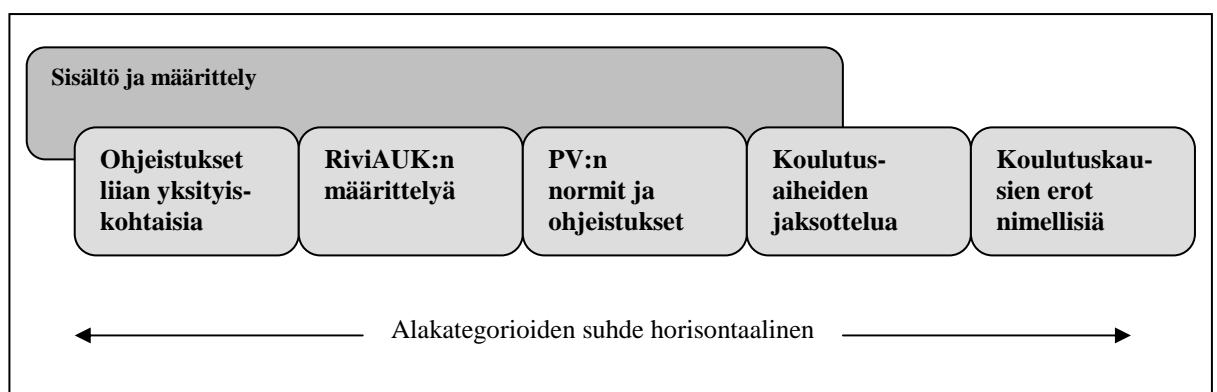 Sisältö ja määrittely
Ohjeistukset
liian yksityis-
kohtaisia
RiviAUK:n
määrittelyä
PV:n
normit ja
ohjeistukset
Koulutus-
aiheiden
jaksottelua
Koulutuskau-
sien erot
nimellisiä
Alakategorioiden suhde horisontaalinen